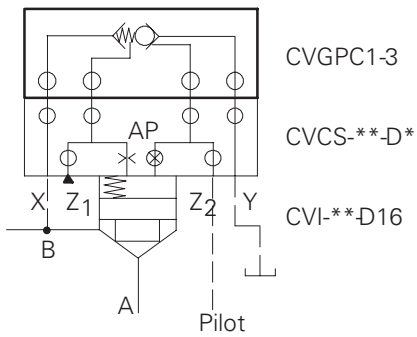 CVGPC1-3
CVCS-**-D*
AP
X Z1 Z2 Y
CVI-**-D16
B
A
Pilot